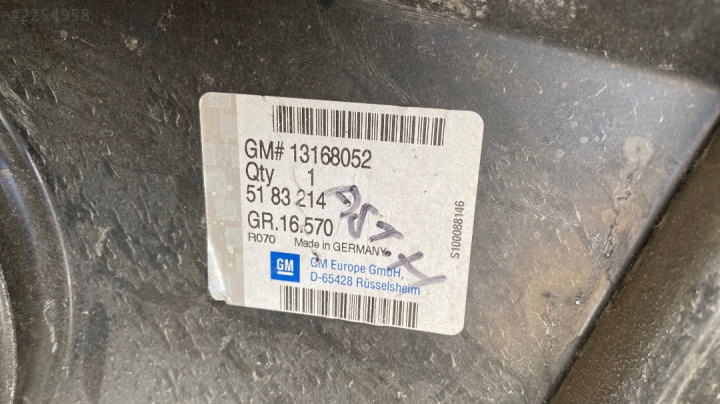 #2254958
GM# 13168052
Qty 1
51 83 214
GR.16.570
R070 Made in GERMANY
S100088146
GM
GM Europe GmbH,
D-65428 Rüsselsheim